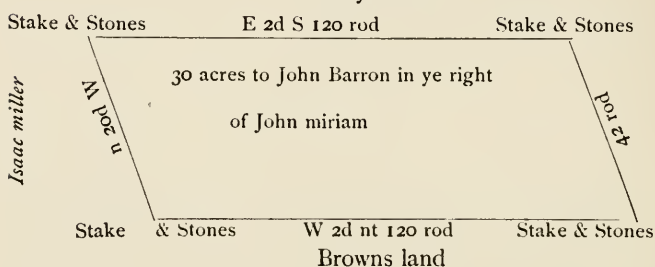 Stake & Stones E 2d S 120 rod Stake & Stones
30 acres to John Barron in ye right
of John miriam
Isaac miller
n 20d W
42 rod
Stake & Stones W 2d nt 120 rod Stake & Stones
Browns land